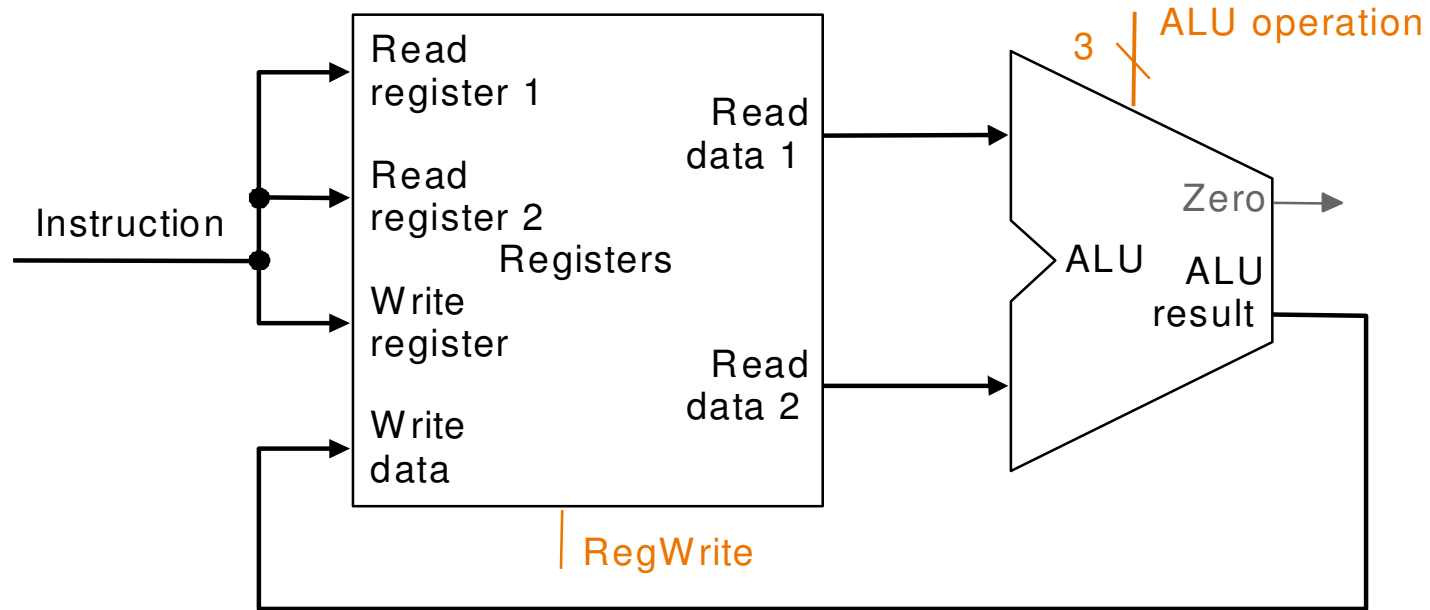 ALU operation
3
Read
register 1
Read
data 1
Read
register 2
Zero
Instruction
Registers
ALU
ALU
result
Write
register
Read
data 2
Write
data
RegWrite